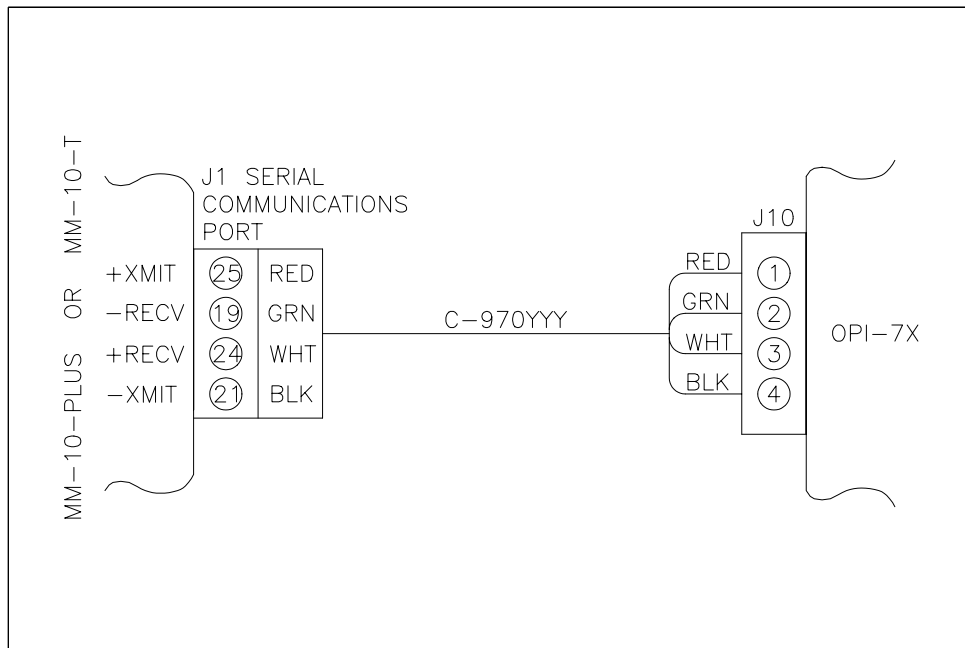 MM-10-PLUS OR MM-10-T
J1 SERIAL
COMMUNICATIONS
PORT
+XMIT 25 RED
-RECV 19 GRN
+RECV 24 WHT
-XMIT 21 BLK
C-970YYY
J10
RED 1
GRN 2
WHT 3
BLK 4
OPI-7X